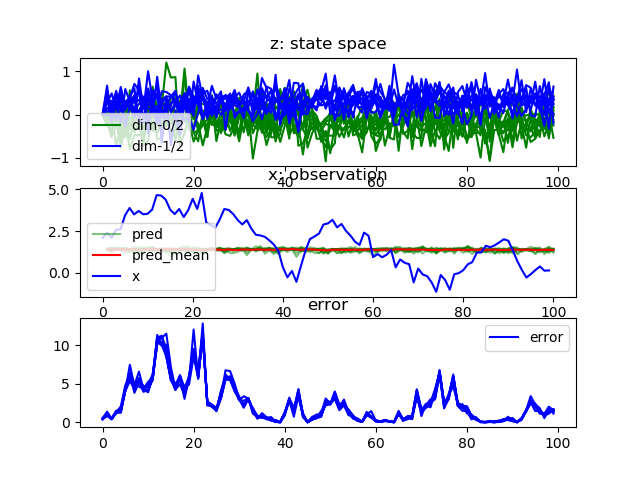 z: state space
1
0
−1
dim-0/2
dim-1/2
0 20 40 60 80 100
x: observation
5.0
2.5
0.0
pred
pred_mean
x
0 20 40 60 80 100
error
10
5
0
error
0 20 40 60 80 100